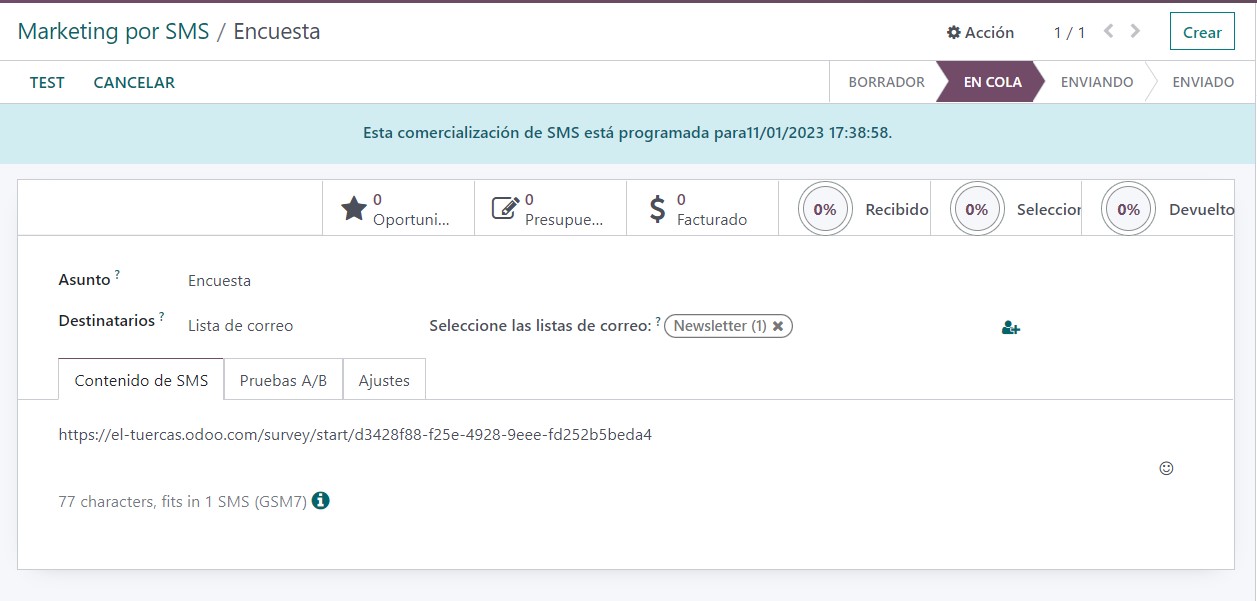 Marketing por SMS / Encuesta
Acción
1 / 1
Crear
TEST
CANCELAR
BORRADOR
EN COLA
ENVIANDO
ENVIADO
Esta comercialización de SMS está programada para11/01/2023 17:38:58.
0
Oportuni...
0
Presupue...
0
Facturado
0%
Recibido
0%
Seleccion
0%
Devuelto
Asunto ?
Encuesta
Destinatarios ?
Lista de correo
Seleccione las listas de correo: ?
Newsletter (1) ✖
Contenido de SMS
Pruebas A/B
Ajustes
https://el-tuercas.odoo.com/survey/start/d3428f88-f25e-4928-9eee-fd252b5beda4
77 characters, fits in 1 SMS (GSM7)